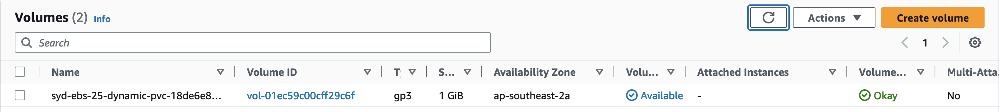 Volumes (2) Info
Actions Create volume
Search
1
Name Volume ID Ty S... Availability Zone Volu... Attached Instances Volume... Multi-Atta
syd-ebs-25-dynamic-pvc-18de6e8... vol-01ec59c00cff29c6f gp3 1 GiB ap-southeast-2a Available - Okay No